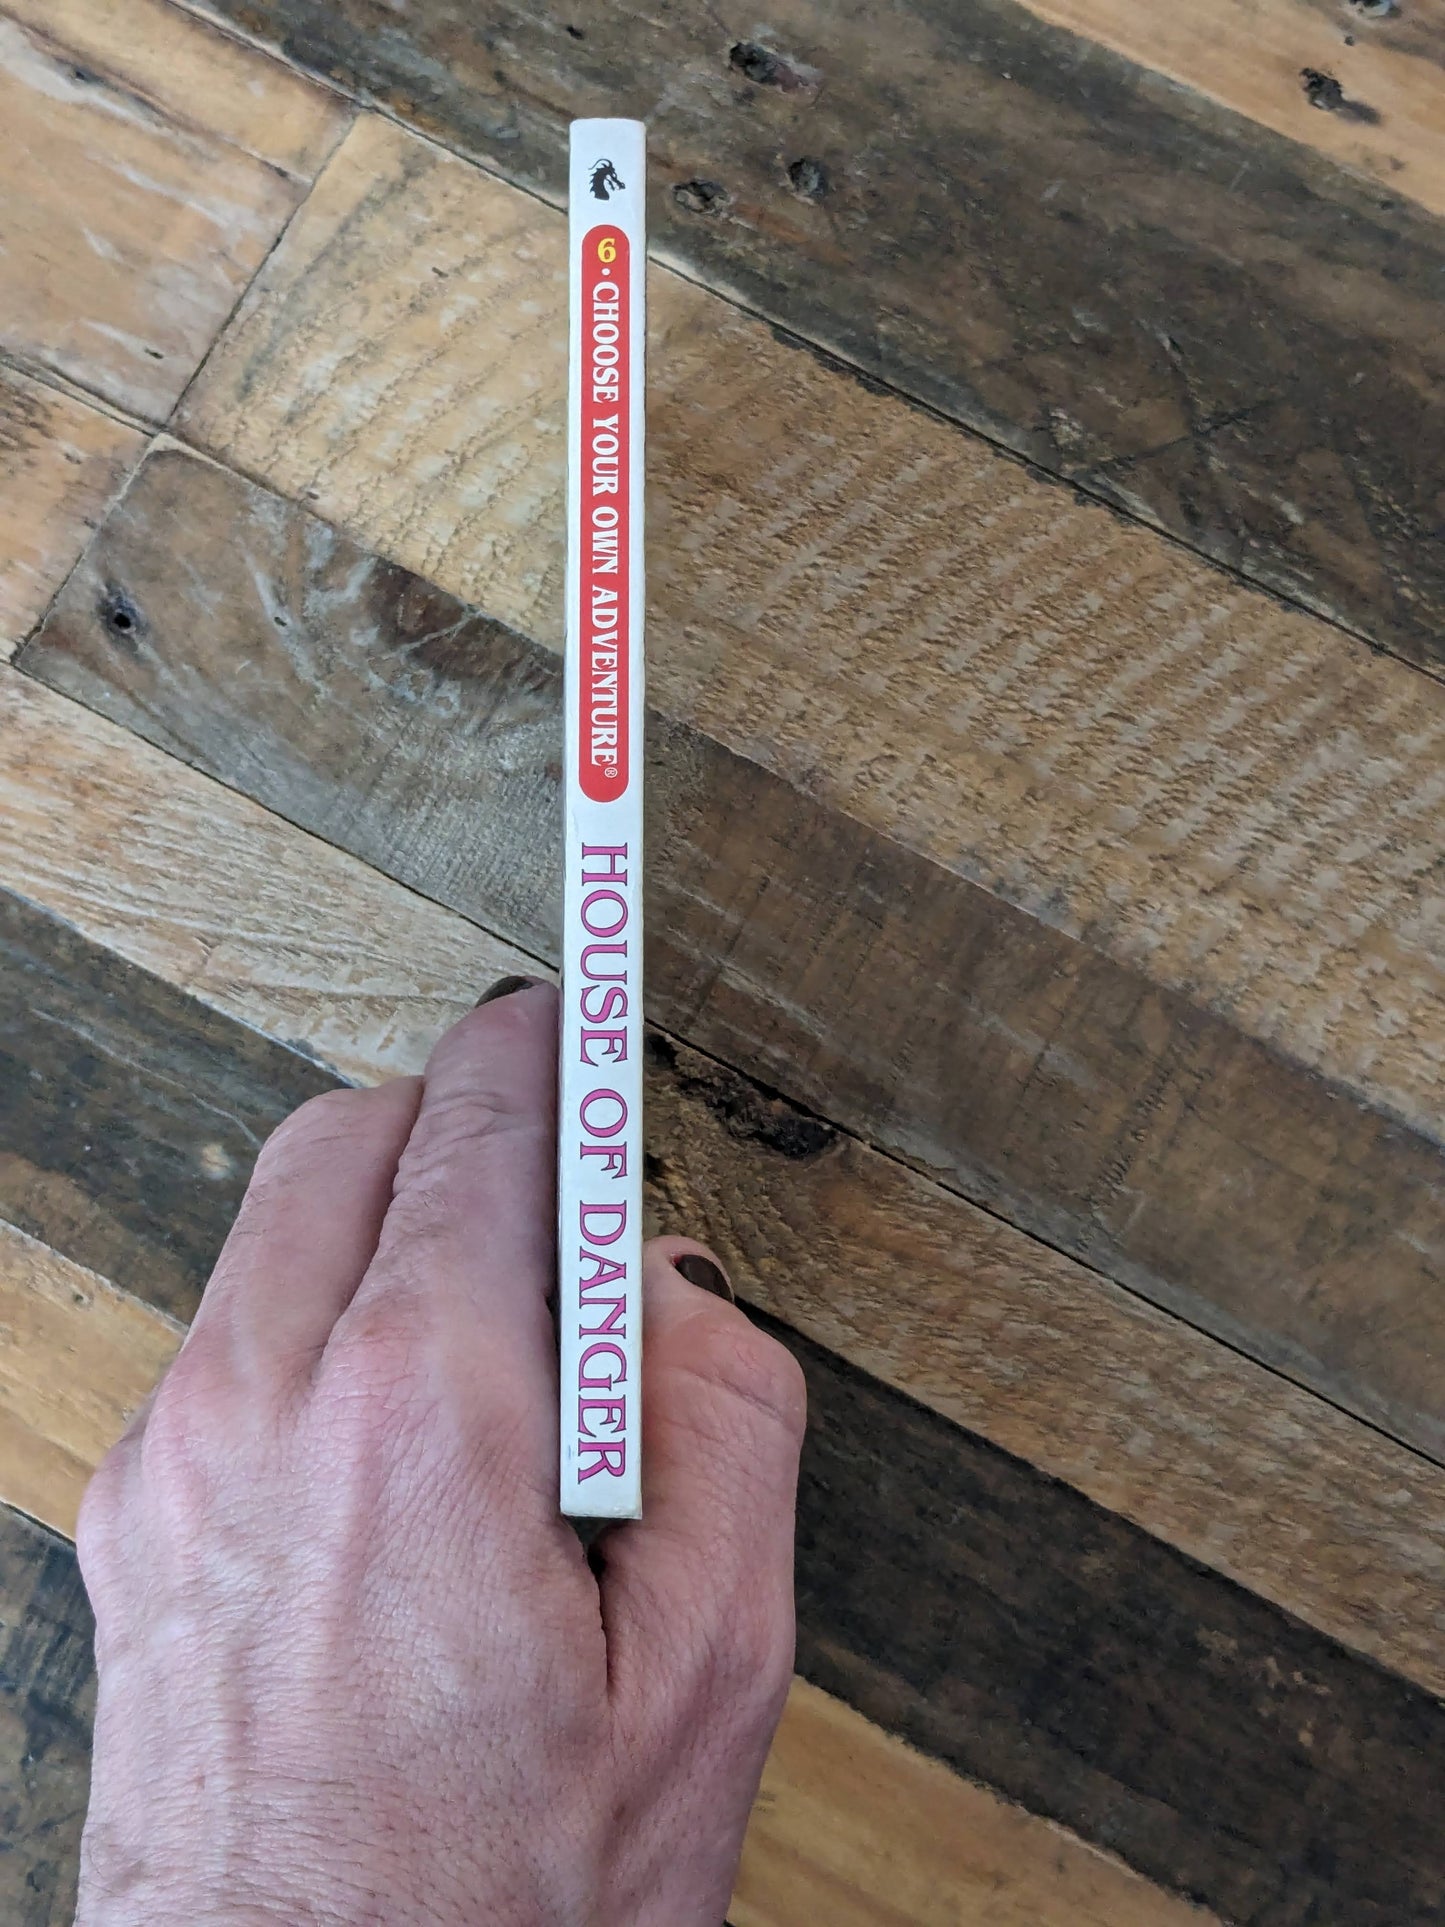 6 · CHOOSE YOUR OWN ADVENTURE®
HOUSE OF DANGER